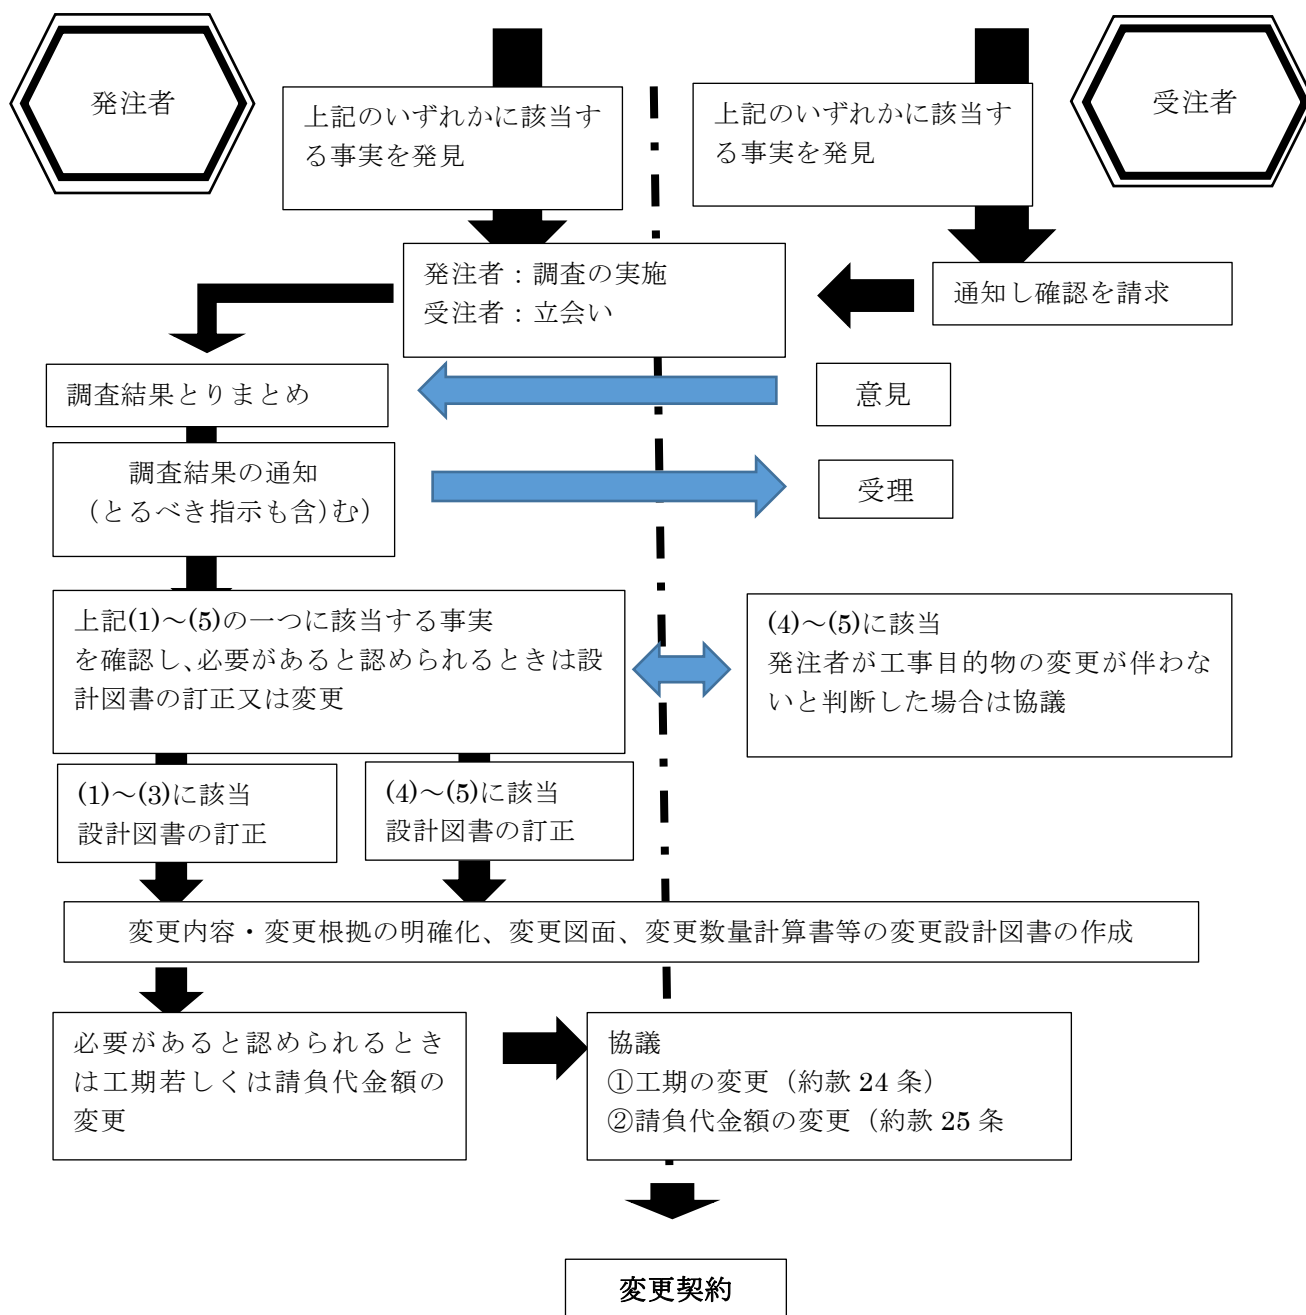 発注者
受注者
上記のいずれかに該当す
る事実を発見
上記のいずれかに該当す
る事実を発見
発注者：調査の実施
受注者：立会い
通知し確認を請求
調査結果とりまとめ
意見
調査結果の通知
（とるべき指示も含)む）
受理
上記(1)～(5)の一つに該当する事実
を確認し、必要があると認められるときは設
計図書の訂正又は変更
(4)～(5)に該当
発注者が工事目的物の変更が伴わな
いと判断した場合は協議
(1)～(3)に該当
設計図書の訂正
(4)～(5)に該当
設計図書の訂正
変更内容・変更根拠の明確化、変更図面、変更数量計算書等の変更設計図書の作成
必要があると認められるとき
は工期若しくは請負代金額の
変更
協議
①工期の変更（約款 24 条）
②請負代金額の変更（約款 25 条
変更契約